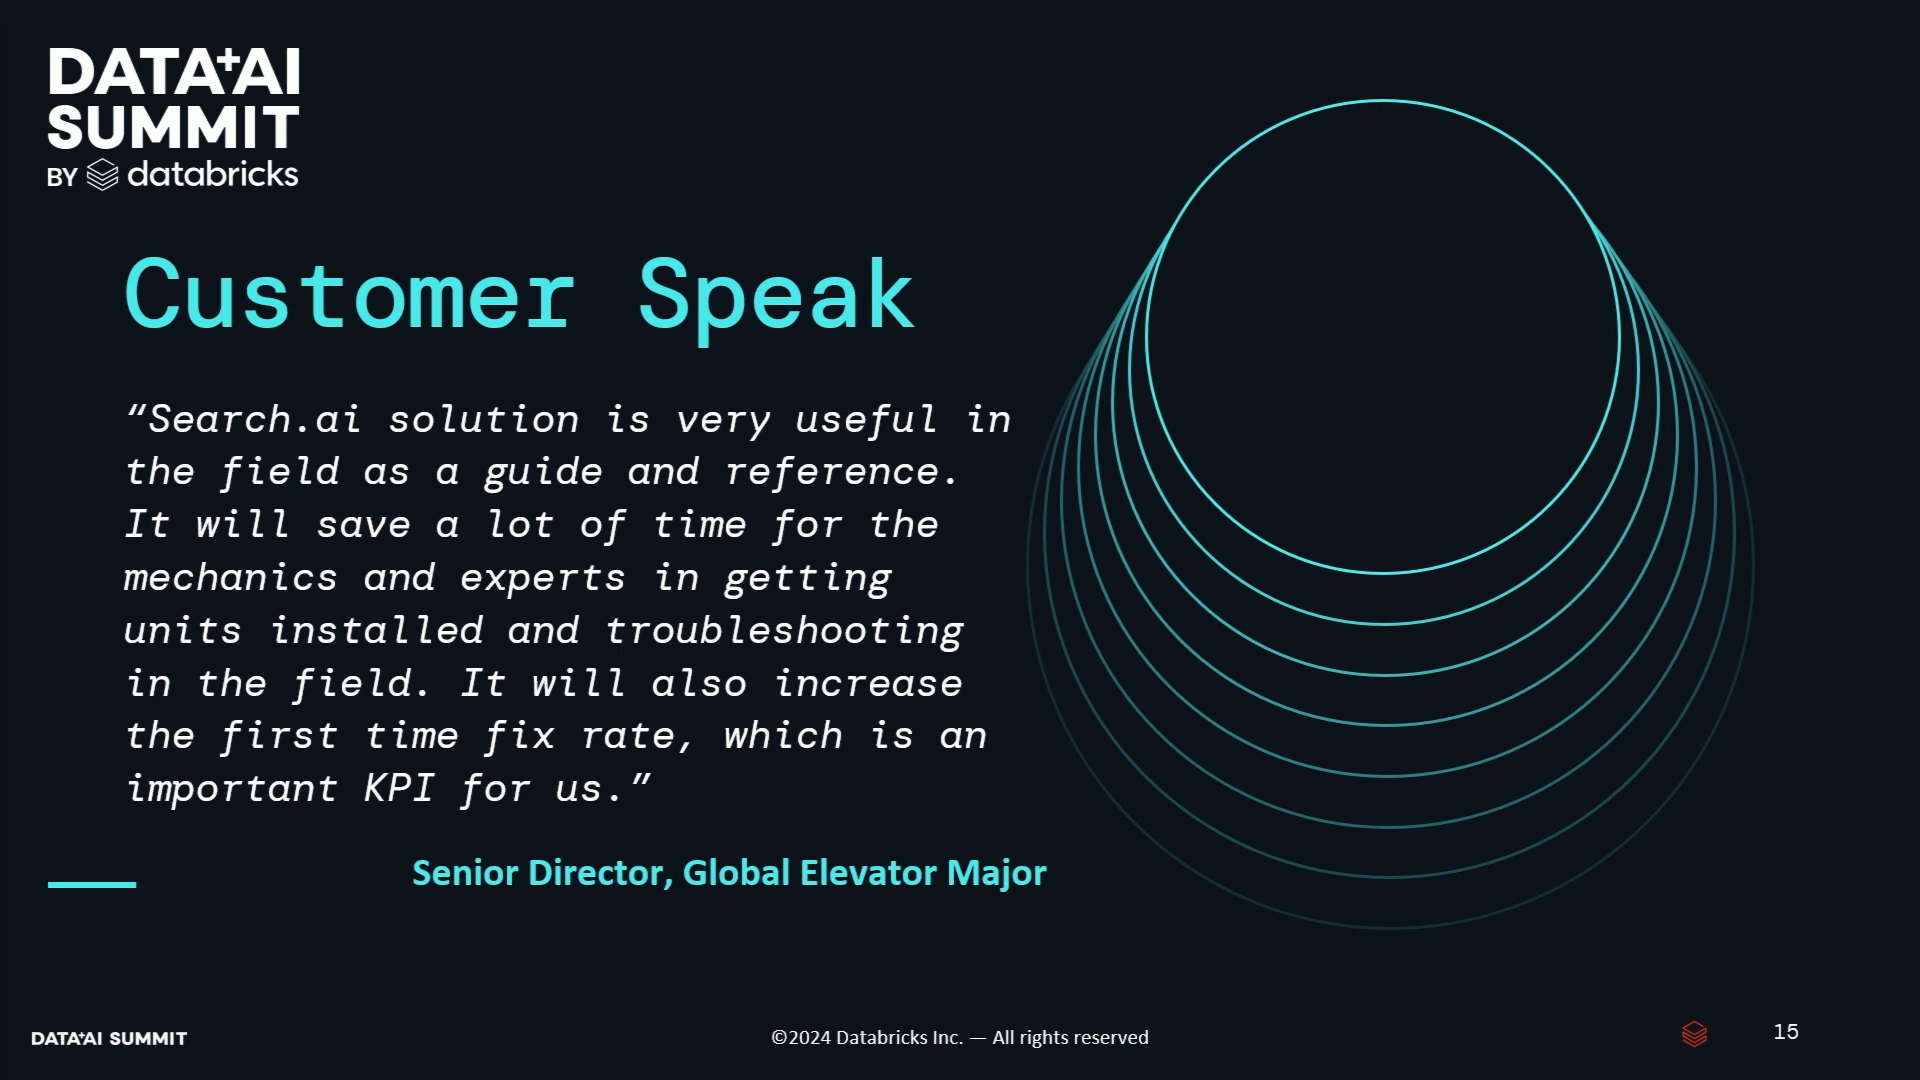 DATA+AI
SUMMIT
BY databricks
Customer Speak
“Search.ai solution is very useful in
the field as a guide and reference.
It will save a lot of time for the
mechanics and experts in getting
units installed and troubleshooting
in the field. It will also increase
the first time fix rate, which is an
important KPI for us.”
Senior Director, Global Elevator Major
DATA+AI SUMMIT
©2024 Databricks Inc. — All rights reserved
15